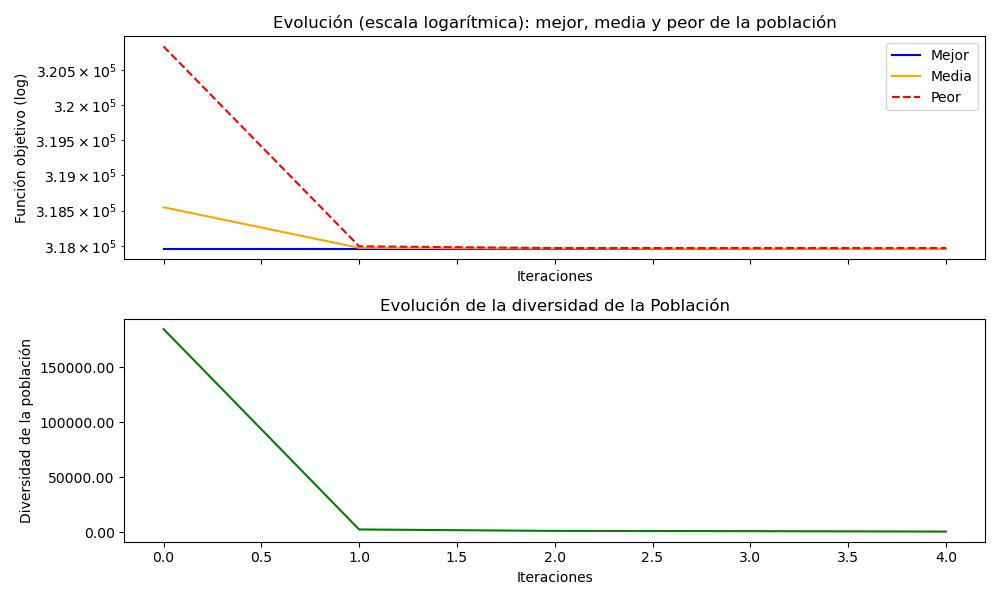 Evolución (escala logarítmica): mejor, media y peor de la población
Función objetivo (log)
3.205 × 10⁵
3.2 × 10⁵
3.195 × 10⁵
3.19 × 10⁵
3.185 × 10⁵
3.18 × 10⁵
Mejor
Media
Peor
Iteraciones
Evolución de la diversidad de la Población
Diversidad de la población
150000.00
100000.00
50000.00
0.00
0.0 0.5 1.0 1.5 2.0 2.5 3.0 3.5 4.0
Iteraciones